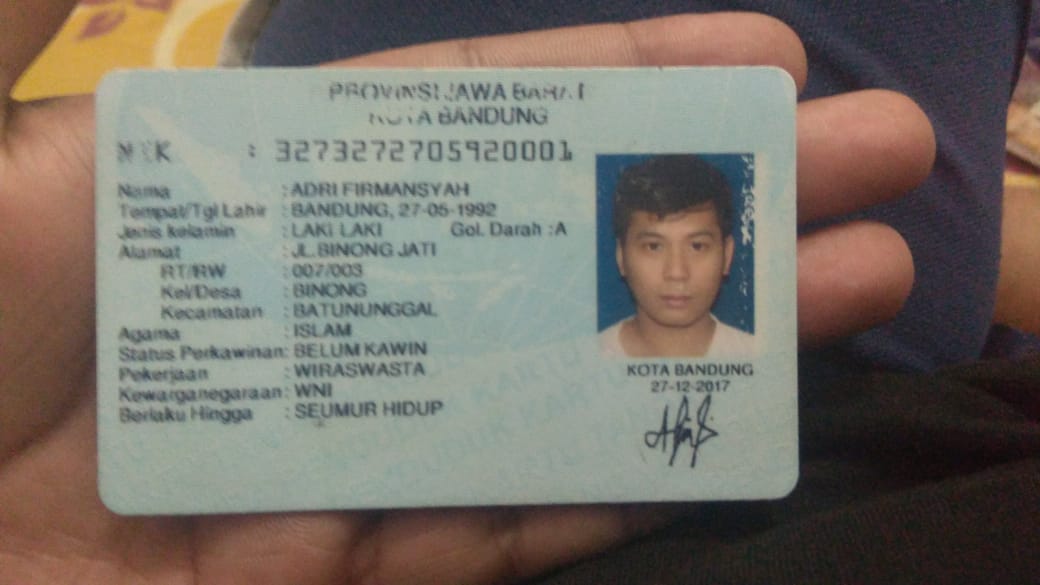 PROVINSI JAWA BARAT
KOTA BANDUNG
NIK : 3273272705920001
Nama : ADRI FIRMANSYAH
Tempat/Tgl Lahir : BANDUNG, 27-05-1992
Jenis kelamin : LAKI LAKI Gol. Darah :A
Alamat : JL.BINONG JATI
RT/RW : 007/003
Kel/Desa : BINONG
Kecamatan : BATUNUNGGAL
Agama : ISLAM
Status Perkawinan: BELUM KAWIN
Pekerjaan : WIRASWASTA
Kewarganegaraan: WNI
Berlaku Hingga : SEUMUR HIDUP
KOTA BANDUNG
27-12-2017